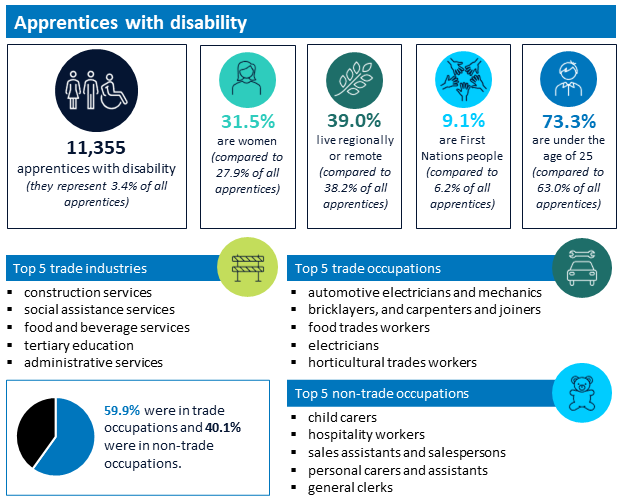 Apprentices with disability
11,355
apprentices with disability
(they represent 3.4% of all
apprentices)
31.5%
are women
(compared to
27.9% of all
apprentices)
39.0%
live regionally
or remote
(compared to
38.2% of all
apprentices)
9.1%
are First
Nations people
(compared to
6.2% of all
apprentices)
73.3%
are under the
age of 25
(compared to
63.0% of all
apprentices)
Top 5 trade industries
▪ construction services
▪ social assistance services
▪ food and beverage services
▪ tertiary education
▪ administrative services
59.9% were in trade
occupations and 40.1%
were in non-trade
occupations.
Top 5 trade occupations
▪ automotive electricians and mechanics
▪ bricklayers, and carpenters and joiners
▪ food trades workers
▪ electricians
▪ horticultural trades workers
Top 5 non-trade occupations
▪ child carers
▪ hospitality workers
▪ sales assistants and salespersons
▪ personal carers and assistants
▪ general clerks